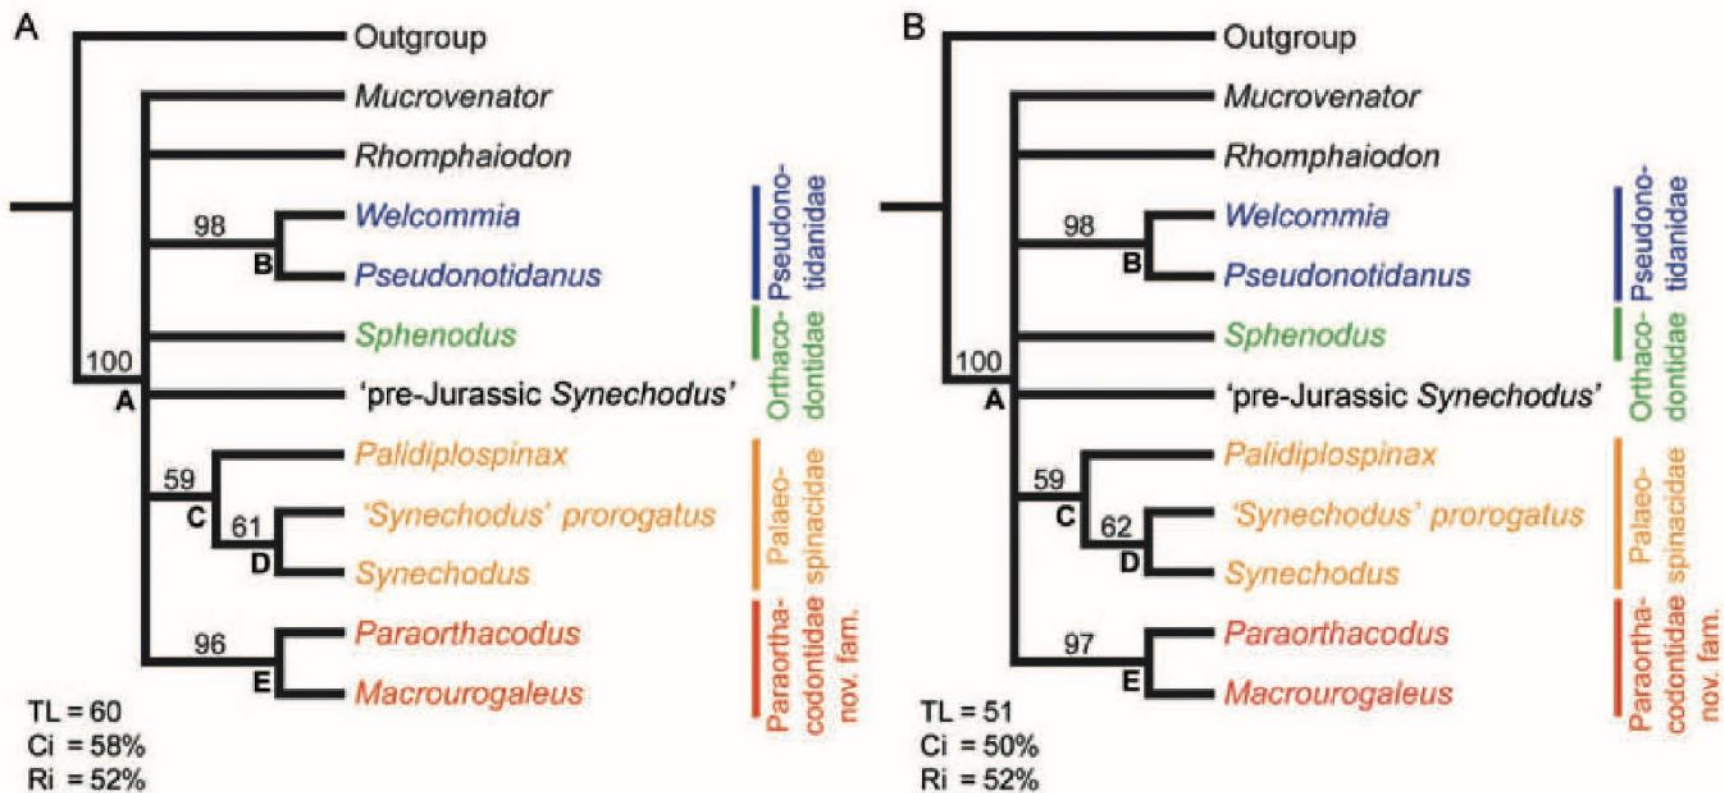 A
Outgroup
Mucrovenator
Rhomphaiodon
98
Welcommia
B
Pseudonotidanus
Sphenodus
100
A
‘pre-Jurassic Synechodus’
Palidiplospinax
59
C
‘Synechodus’ prorogatus
61
D
Synechodus
Paraorthacodus
96
E
Macrourogaleus
Pseudono-
tidanidae
Orthaco-
dontidae
Palaeo-
spinacidae
Paraortha-
codontidae
nov. fam.
TL = 60
Ci = 58%
Ri = 52%
B
Outgroup
Mucrovenator
Rhomphaiodon
98
Welcommia
B
Pseudonotidanus
Sphenodus
100
A
‘pre-Jurassic Synechodus’
Palidiplospinax
59
C
‘Synechodus’ prorogatus
62
D
Synechodus
Paraorthacodus
97
E
Macrourogaleus
Pseudono-
tidanidae
Orthaco-
dontidae
Palaeo-
spinacidae
Paraortha-
codontidae
nov. fam.
TL = 51
Ci = 50%
Ri = 52%